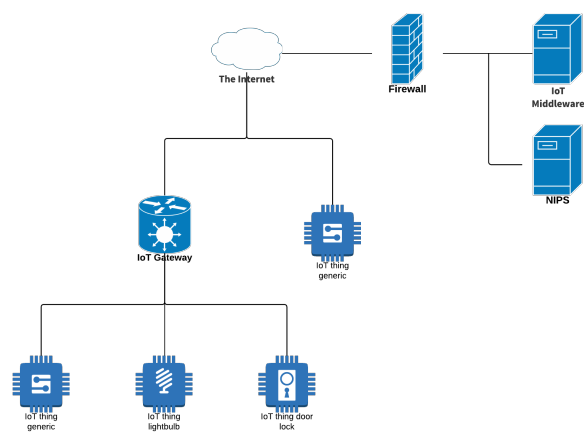 The Internet
Firewall
IoT
Middleware
NIPS
IoT Gateway
IoT thing
generic
IoT thing
generic
IoT thing
lightbulb
IoT thing door
lock